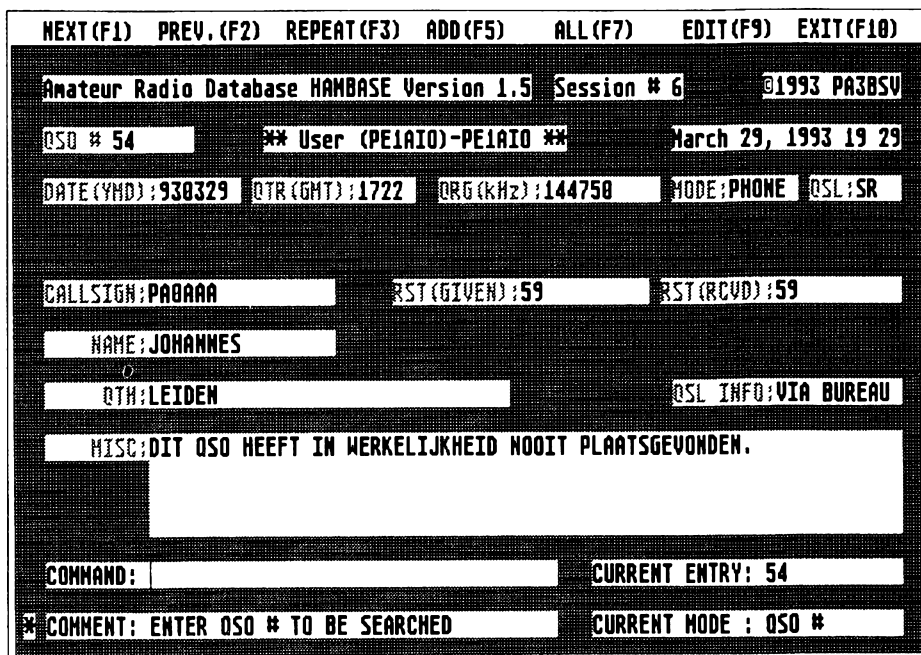 NEXT(F1) PREV.(F2) REPEAT(F3) ADD(F5) ALL(F7) EDIT(F9) EXIT(F10)
Amateur Radio Database HAMBASE Version 1.5 Session # 6 ©1993 PA3BSV
QSO # 54 ** User (PE1AIO)-PE1AIO ** March 29, 1993 19 29
DATE(YMD):930329 QTR(GMT):1722 QRG(kHz):144750 MODE:PHONE QSL:SR
CALLSIGN:PA0AAA RST(GIVEN):59 RST(RCVD):59
NAME:JOHANNES
QTH:LEIDEN QSL INFO:VIA BUREAU
MISC:DIT QSO HEEFT IN WERKELIJKHEID NOOIT PLAATSGEVONDEN.
COMMAND: CURRENT ENTRY: 54
* COMMENT: ENTER QSO # TO BE SEARCHED CURRENT MODE : QSO #